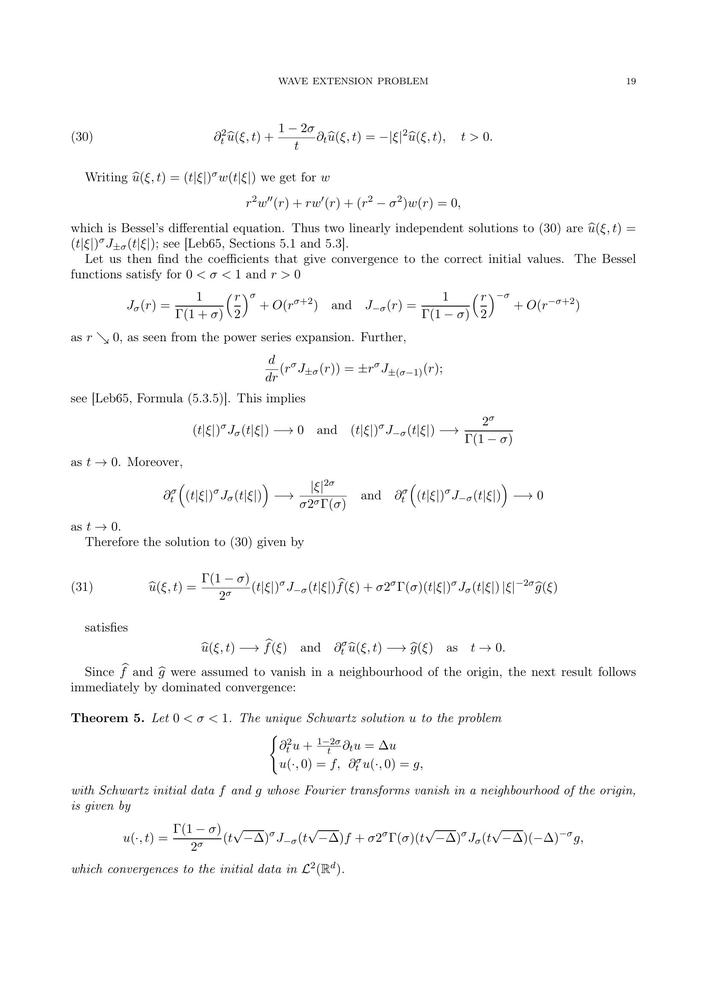 WAVE EXTENSION PROBLEM 19
(30) $\partial_t^2 \widehat{u}(\xi, t) + \frac{1-2\sigma}{t} \partial_t \widehat{u}(\xi, t) = -|\xi|^2 \widehat{u}(\xi, t), \quad t > 0.$
Writing $\widehat{u}(\xi, t) = (t|\xi|)^\sigma w(t|\xi|)$ we get for $w$
$r^2 w''(r) + r w'(r) + (r^2 - \sigma^2) w(r) = 0,$
which is Bessel's differential equation. Thus two linearly independent solutions to (30) are $\widehat{u}(\xi, t) =$
$(t|\xi|)^\sigma J_{\pm\sigma}(t|\xi|)$; see [Leb65, Sections 5.1 and 5.3].
Let us then find the coefficients that give convergence to the correct initial values. The Bessel
functions satisfy for $0 < \sigma < 1$ and $r > 0$
$J_\sigma(r) = \frac{1}{\Gamma(1+\sigma)} \left(\frac{r}{2}\right)^\sigma + O(r^{\sigma+2}) \quad \text{and} \quad J_{-\sigma}(r) = \frac{1}{\Gamma(1-\sigma)} \left(\frac{r}{2}\right)^{-\sigma} + O(r^{-\sigma+2})$
as $r \searrow 0$, as seen from the power series expansion. Further,
$\frac{d}{dr}(r^\sigma J_{\pm\sigma}(r)) = \pm r^\sigma J_{\pm(\sigma-1)}(r);$
see [Leb65, Formula (5.3.5)]. This implies
$(t|\xi|)^\sigma J_\sigma(t|\xi|) \longrightarrow 0 \quad \text{and} \quad (t|\xi|)^\sigma J_{-\sigma}(t|\xi|) \longrightarrow \frac{2^\sigma}{\Gamma(1-\sigma)}$
as $t \to 0$. Moreover,
$\partial_t^\sigma \left((t|\xi|)^\sigma J_\sigma(t|\xi|)\right) \longrightarrow \frac{|\xi|^{2\sigma}}{\sigma 2^\sigma \Gamma(\sigma)} \quad \text{and} \quad \partial_t^\sigma \left((t|\xi|)^\sigma J_{-\sigma}(t|\xi|)\right) \longrightarrow 0$
as $t \to 0$.
Therefore the solution to (30) given by
(31) $\widehat{u}(\xi, t) = \frac{\Gamma(1-\sigma)}{2^\sigma} (t|\xi|)^\sigma J_{-\sigma}(t|\xi|) \widehat{f}(\xi) + \sigma 2^\sigma \Gamma(\sigma) (t|\xi|)^\sigma J_\sigma(t|\xi|) |\xi|^{-2\sigma} \widehat{g}(\xi)$
satisfies
$\widehat{u}(\xi, t) \longrightarrow \widehat{f}(\xi) \quad \text{and} \quad \partial_t^\sigma \widehat{u}(\xi, t) \longrightarrow \widehat{g}(\xi) \quad \text{as} \quad t \to 0.$
Since $\widehat{f}$ and $\widehat{g}$ were assumed to vanish in a neighbourhood of the origin, the next result follows
immediately by dominated convergence:
Theorem 5. Let $0 < \sigma < 1$. The unique Schwartz solution $u$ to the problem
$\begin{cases} \partial_t^2 u + \frac{1-2\sigma}{t} \partial_t u = \Delta u \\ u(\cdot, 0) = f, \ \partial_t^\sigma u(\cdot, 0) = g, \end{cases}$
with Schwartz initial data $f$ and $g$ whose Fourier transforms vanish in a neighbourhood of the origin,
is given by
$u(\cdot, t) = \frac{\Gamma(1-\sigma)}{2^\sigma} (t\sqrt{-\Delta})^\sigma J_{-\sigma}(t\sqrt{-\Delta}) f + \sigma 2^\sigma \Gamma(\sigma) (t\sqrt{-\Delta})^\sigma J_\sigma(t\sqrt{-\Delta}) (-\Delta)^{-\sigma} g,$
which convergences to the initial data in $\mathcal{L}^2(\mathbb{R}^d)$.